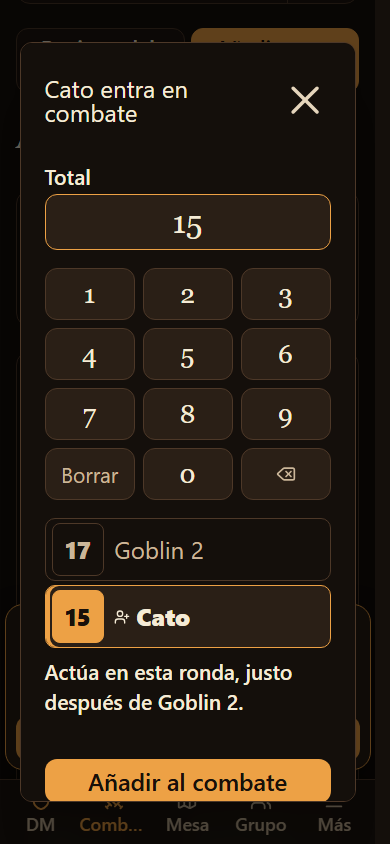 Cato entra en
combate
Total
15
1 2 3
4 5 6
7 8 9
Borrar 0
17 Goblin 2
15 Cato
Actúa en esta ronda, justo
después de Goblin 2.
Añadir al combate
DM Comb... Mesa Grupo Más